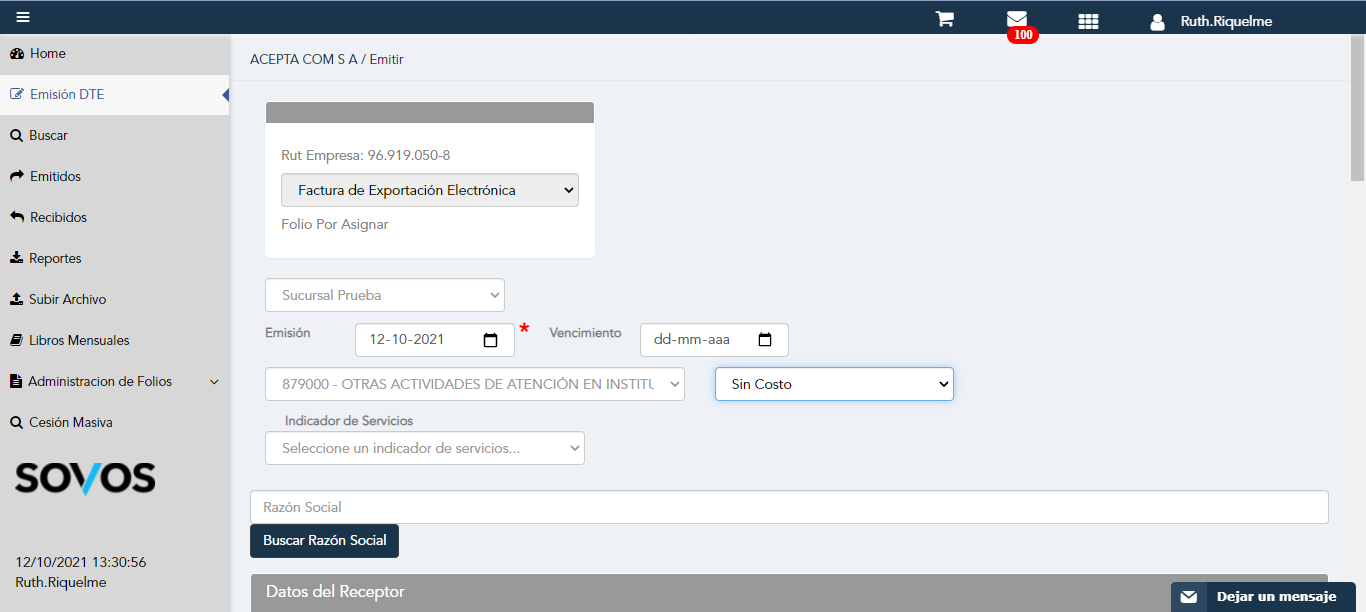 100
Ruth.Riquelme
Home
Emisión DTE
Buscar
Emitidos
Recibidos
Reportes
Subir Archivo
Libros Mensuales
Administracion de Folios
Cesión Masiva
SOVOS
12/10/2021 13:30:56
Ruth.Riquelme
ACEPTA COM S A / Emitir
Rut Empresa: 96.919.050-8
Factura de Exportación Electrónica
Folio Por Asignar
Sucursal Prueba
Emisión 12-10-2021 * Vencimiento dd-mm-aaa
879000 - OTRAS ACTIVIDADES DE ATENCIÓN EN INSTITU Sin Costo
Indicador de Servicios
Seleccione un indicador de servicios...
Razón Social
Buscar Razón Social
Datos del Receptor
Dejar un mensaje